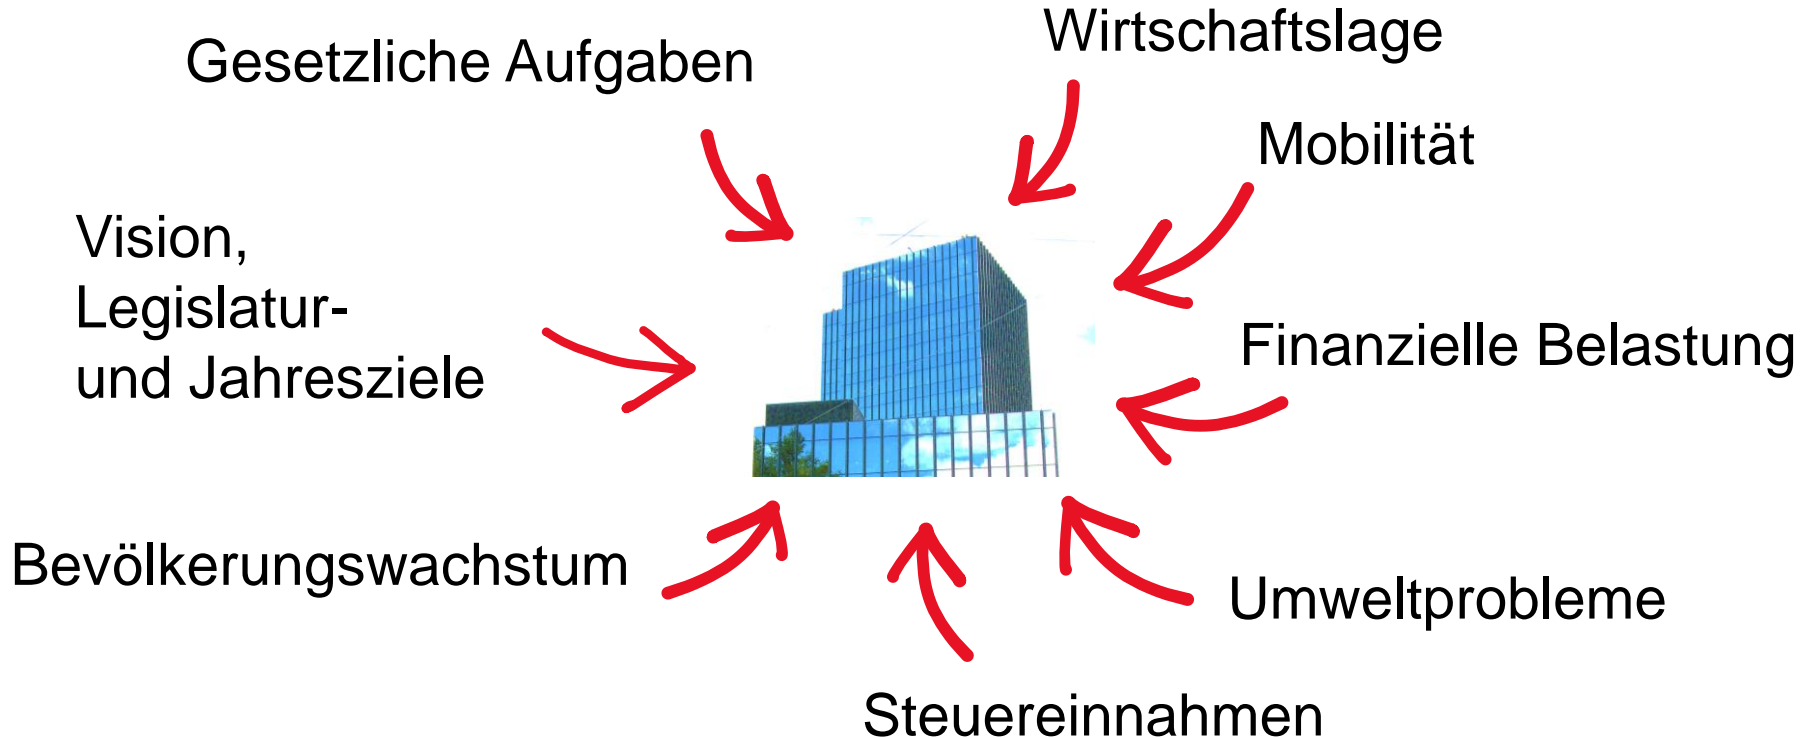 Wirtschaftslage
Gesetzliche Aufgaben
Mobilität
Vision,
Legislatur-
und Jahresziele
Finanzielle Belastung
Bevölkerungswachstum
Umweltprobleme
Steuereinnahmen